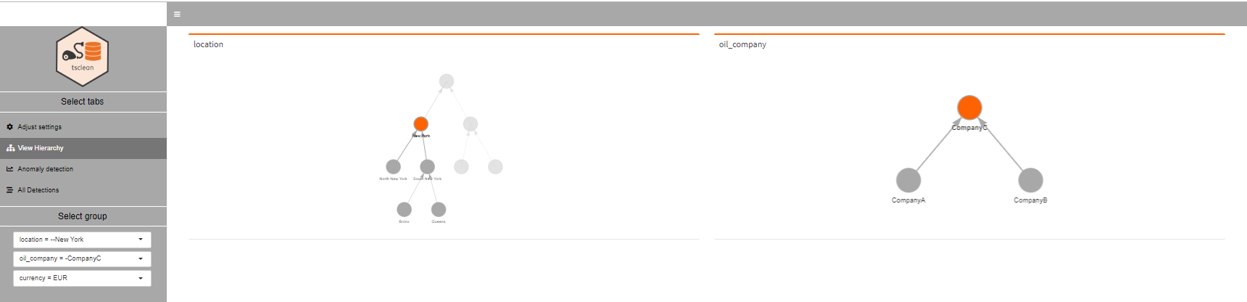 tsclean
Select tabs
Adjust settings
View Hierarchy
Anomaly detection
All Detections
Select group
location = --New York
oil_company = -CompanyC
currency = EUR
location
New York
North New York
South New York
Bronx
Queens
oil_company
CompanyC
CompanyA
CompanyB